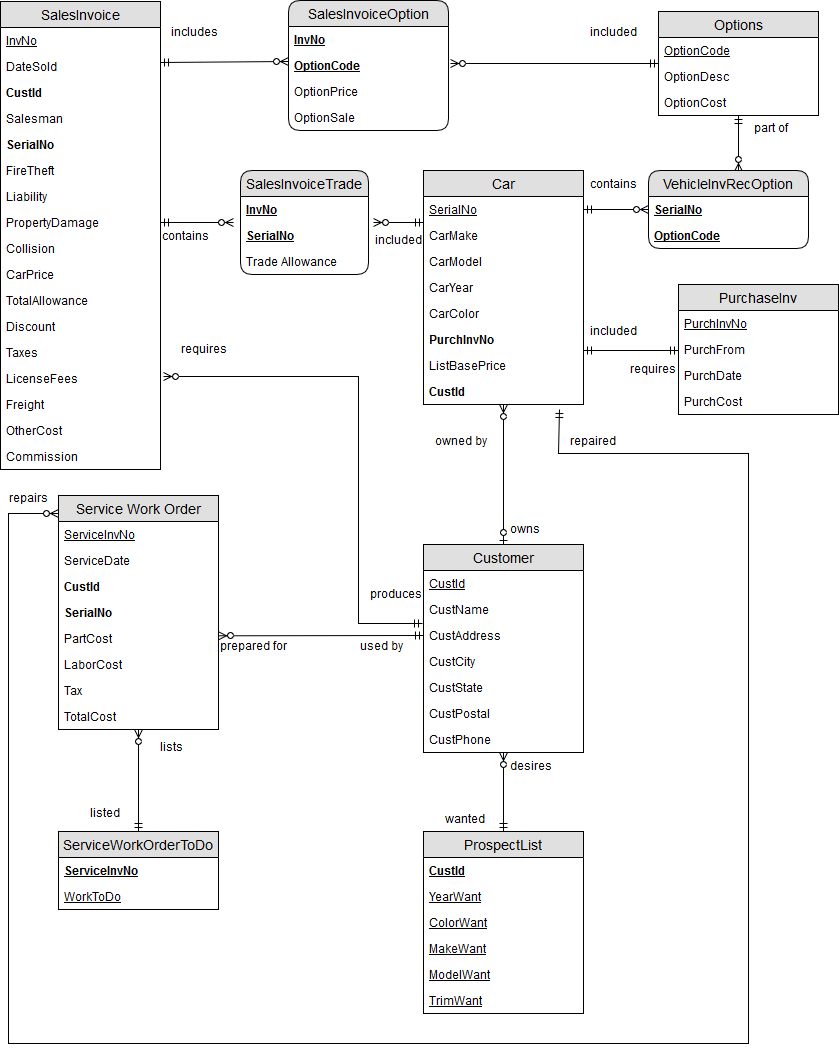 SalesInvoice
InvNo
DateSold
CustId
Salesman
SerialNo
FireTheft
Liability
PropertyDamage
Collision
CarPrice
TotalAllowance
Discount
Taxes
LicenseFees
Freight
OtherCost
Commission
includes
SalesInvoiceOption
InvNo
OptionCode
OptionPrice
OptionSale
included
Options
OptionCode
OptionDesc
OptionCost
part of
contains
SalesInvoiceTrade
InvNo
SerialNo
Trade Allowance
included
Car
SerialNo
CarMake
CarModel
CarYear
CarColor
PurchInvNo
ListBasePrice
CustId
contains
VehicleInvRecOption
SerialNo
OptionCode
included
requires
PurchaseInv
PurchInvNo
PurchFrom
PurchDate
PurchCost
requires
owned by
repaired
owns
produces
repairs
Service Work Order
ServiceInvNo
ServiceDate
CustId
SerialNo
PartCost
LaborCost
Tax
TotalCost
prepared for
used by
Customer
CustId
CustName
CustAddress
CustCity
CustState
CustPostal
CustPhone
lists
listed
desires
wanted
ServiceWorkOrderToDo
ServiceInvNo
WorkToDo
ProspectList
CustId
YearWant
ColorWant
MakeWant
ModelWant
TrimWant